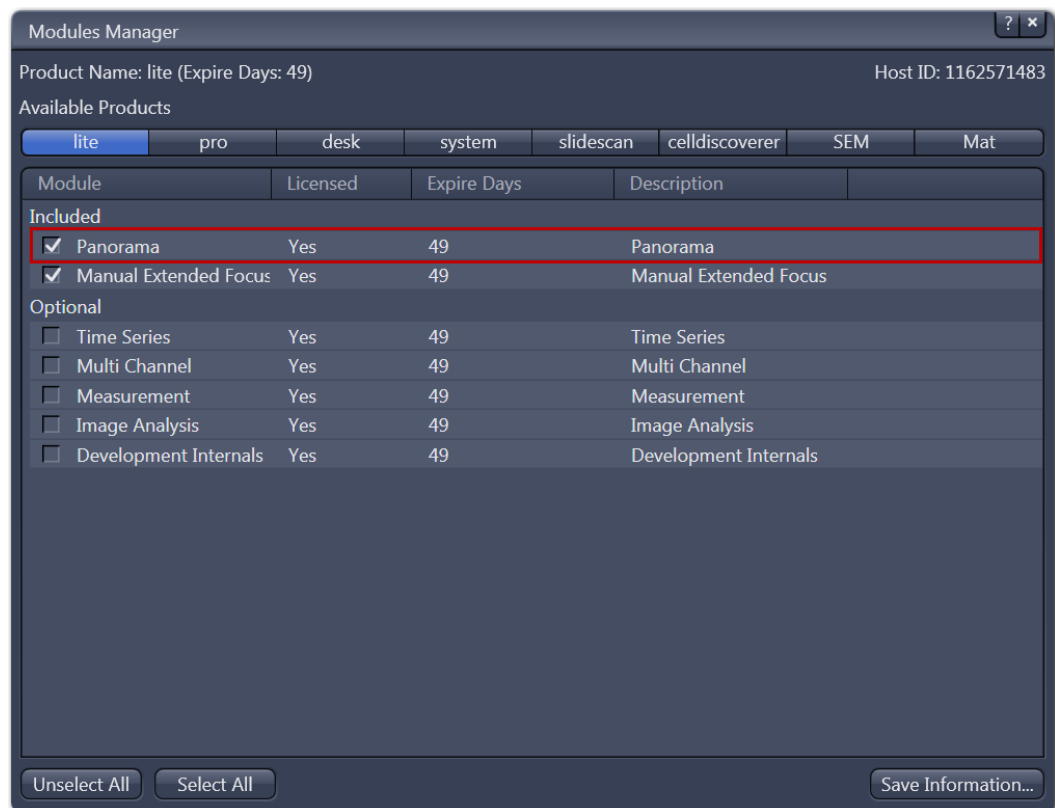 Modules Manager ? ×
Product Name: lite (Expire Days: 49) Host ID: 1162571483
Available Products
lite pro desk system slidescan celldiscoverer SEM Mat
Module Licensed Expire Days Description
Included
Panorama Yes 49 Panorama
Manual Extended Focus Yes 49 Manual Extended Focus
Optional
Time Series Yes 49 Time Series
Multi Channel Yes 49 Multi Channel
Measurement Yes 49 Measurement
Image Analysis Yes 49 Image Analysis
Development Internals Yes 49 Development Internals
Unselect All Select All Save Information...